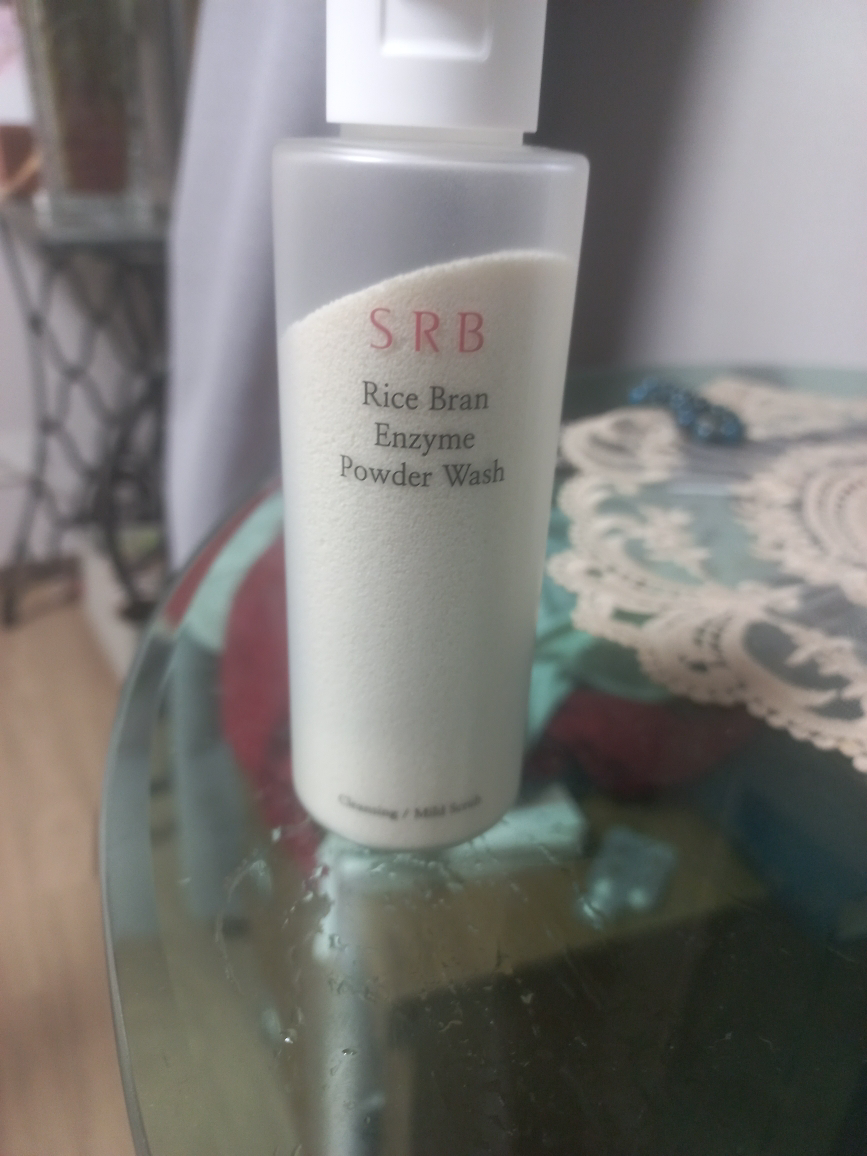 SRB
Rice Bran
Enzyme
Powder Wash
Cleansing / Mild Scrub